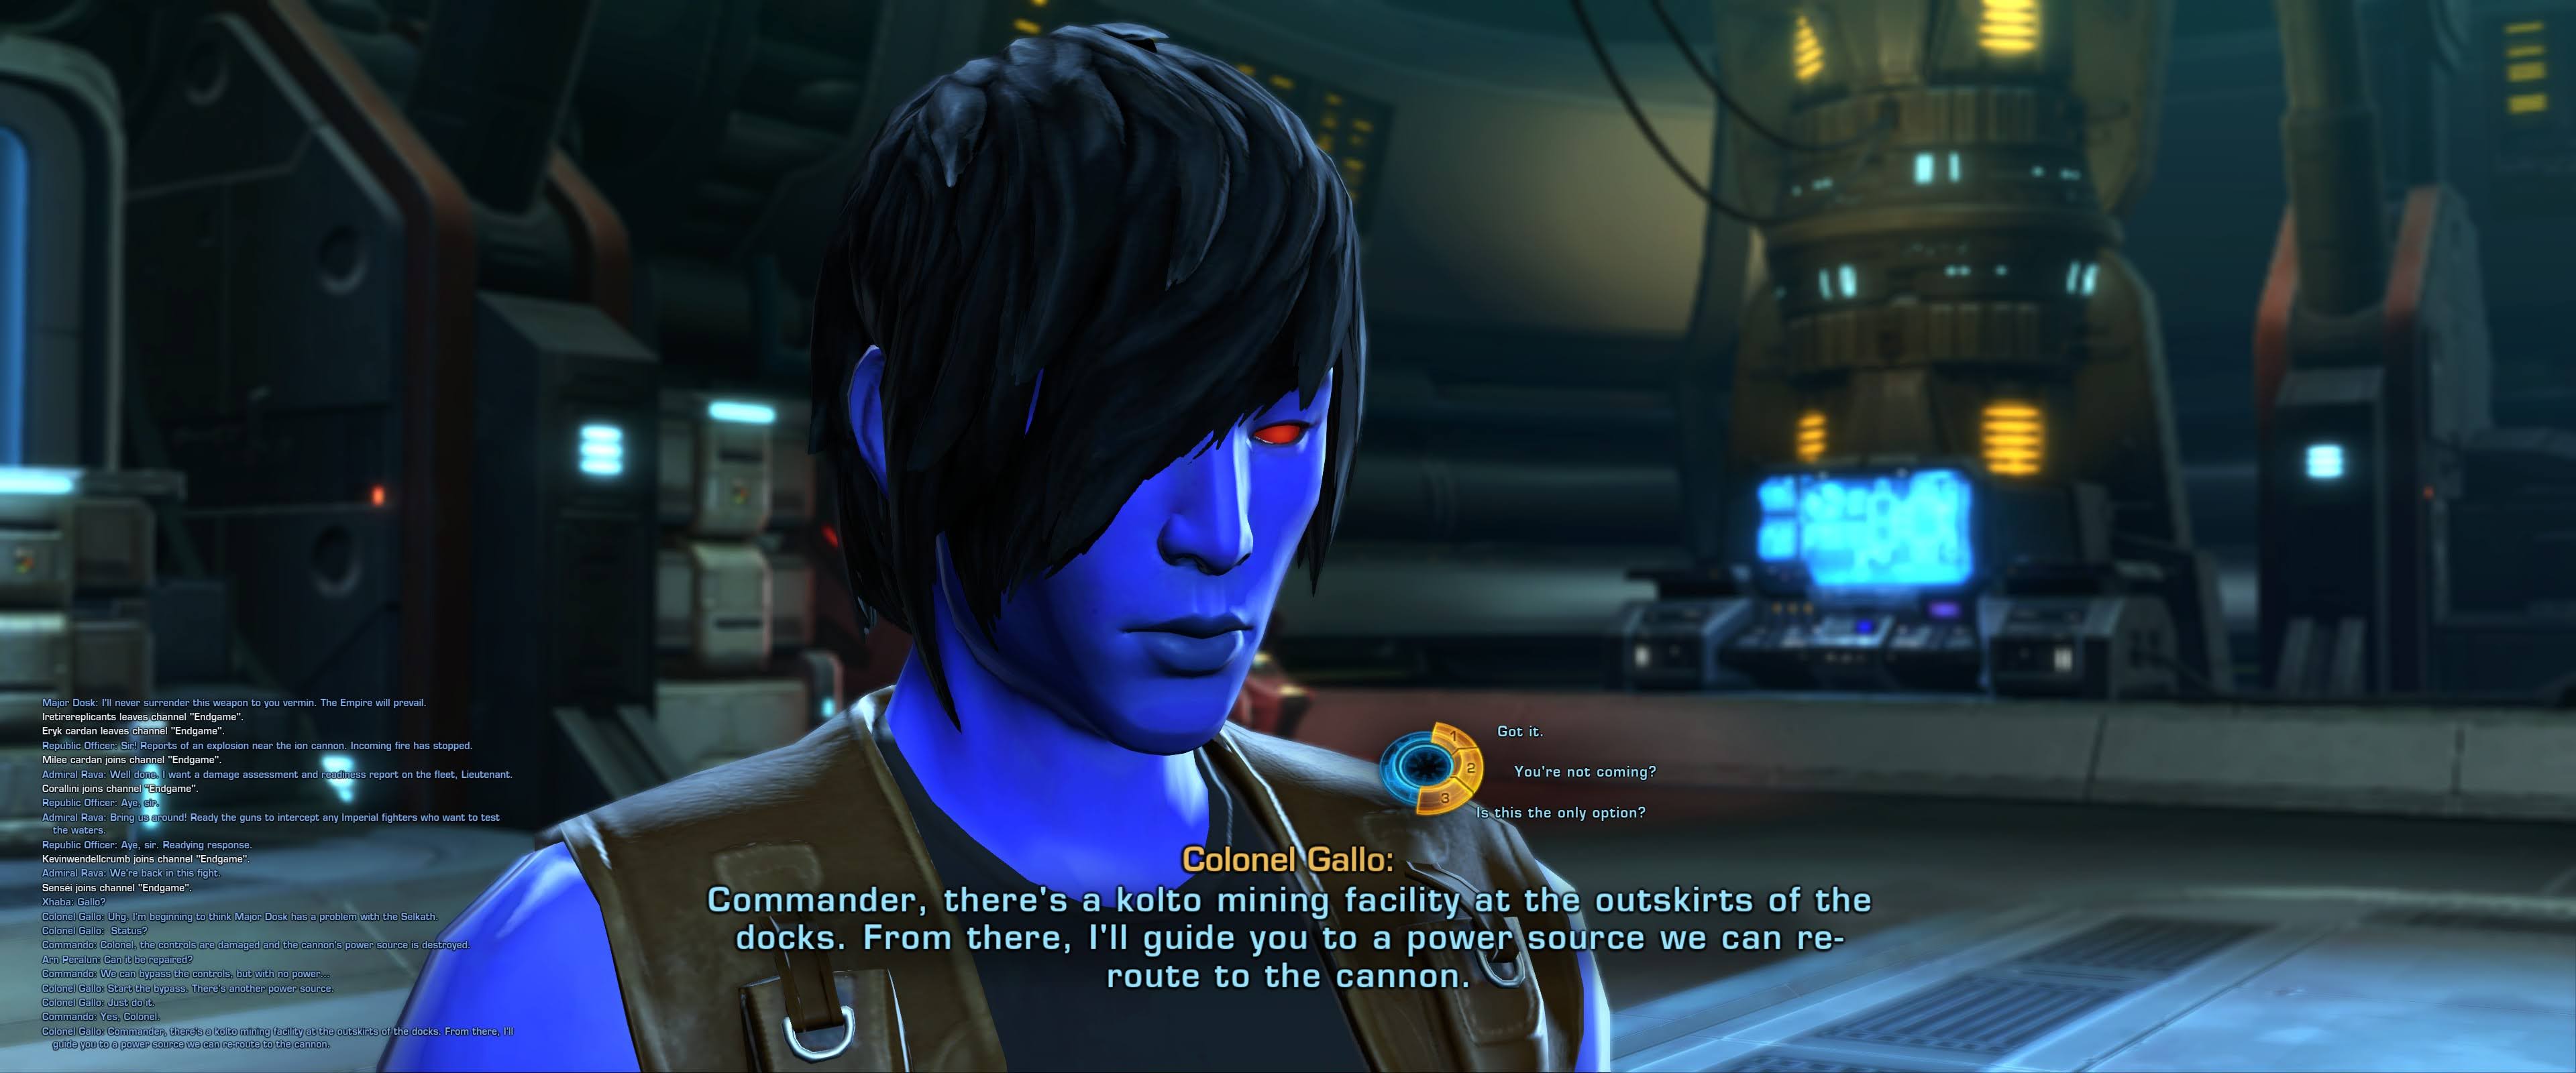 Major Dosk: I'll never surrender this weapon to you vermin. The Empire will prevail.
Iretirereplicants leaves channel "Endgame".
Eryk cardan leaves channel "Endgame".
Republic Officer: Sir! Reports of an explosion near the ion cannon. Incoming fire has stopped.
Milee cardan joins channel "Endgame".
Admiral Rava: Well done. I want a damage assessment and readiness report on the fleet, Lieutenant.
Corallini joins channel "Endgame".
Republic Officer: Aye, sir.
Admiral Rava: Bring us around! Ready the guns to intercept any Imperial fighters who want to test
the waters.
Republic Officer: Aye, sir. Readying response.
Kevinwendellcrumb joins channel "Endgame".
Admiral Rava: We're back in this fight.
Senséi joins channel "Endgame".
Xhaba: Gallo?
Colonel Gallo: Uhg, I'm beginning to think Major Dosk has a problem with the Selkath.
Colonel Gallo: Status?
Commando: Colonel, the controls are damaged and the cannon's power source is destroyed.
Arn Peralun: Can it be repaired?
Commando: We can bypass the controls, but with no power...
Colonel Gallo: Start the bypass. There's another power source.
Colonel Gallo: Just do it.
Commando: Yes, Colonel.
Colonel Gallo: Commander, there's a kolto mining facility at the outskirts of the docks. From there, I'll
guide you to a power source we can re-route to the cannon.
1 Got it.
2 You're not coming?
3 Is this the only option?
Colonel Gallo:
Commander, there's a kolto mining facility at the outskirts of the
docks. From there, I'll guide you to a power source we can re-
route to the cannon.